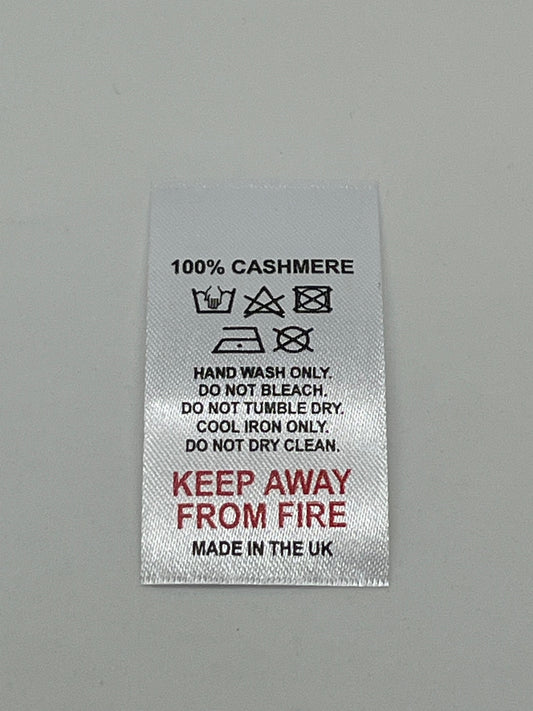 100% CASHMERE
HAND WASH ONLY.
DO NOT BLEACH.
DO NOT TUMBLE DRY.
COOL IRON ONLY.
DO NOT DRY CLEAN.
KEEP AWAY
FROM FIRE
MADE IN THE UK